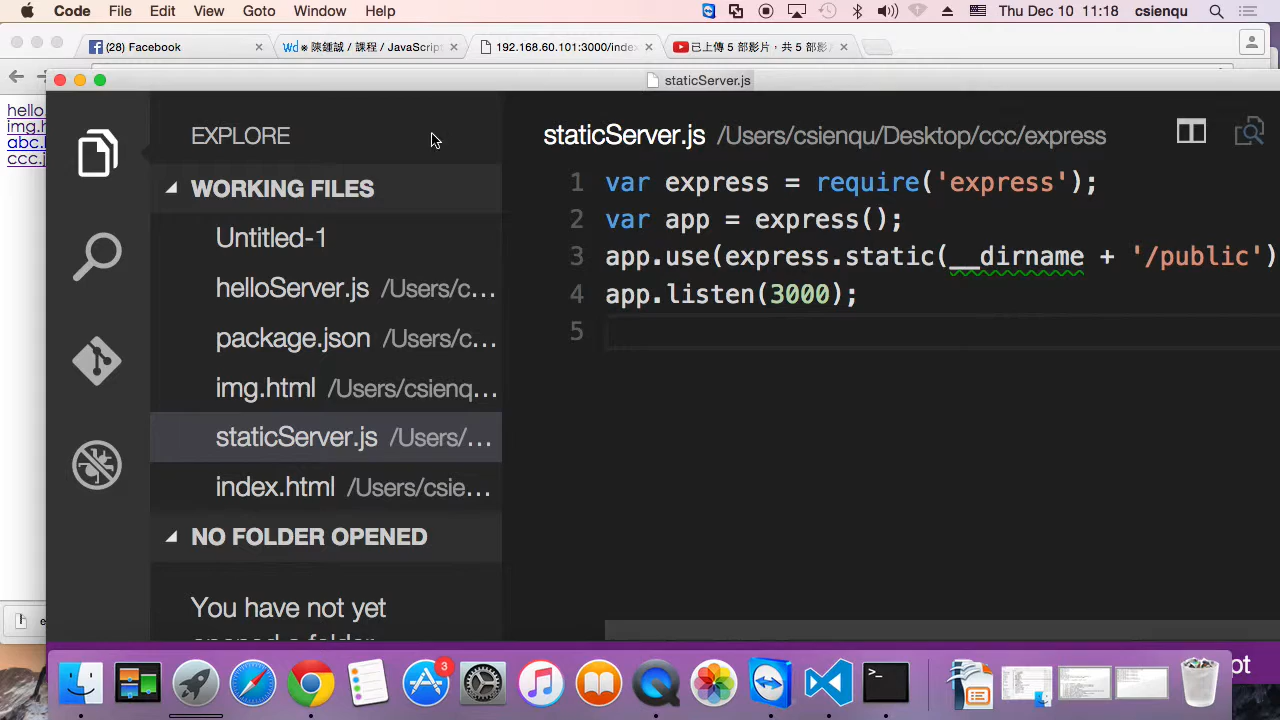 Code File Edit View Goto Window Help Thu Dec 10 11:18 csienqu
(28) Facebook × Wd ※ 陳鍾誠 / 課程 / JavaScript × 192.168.60.101:3000/index × 已上傳 5 部影片，共 5 部影 ×
staticServer.js
hello
img.h
abc.
ccc.j
EXPLORE
WORKING FILES
Untitled-1
helloServer.js /Users/c...
package.json /Users/c...
img.html /Users/csienq...
staticServer.js /Users/...
index.html /Users/csie...
NO FOLDER OPENED
You have not yet
opened a folder
staticServer.js /Users/csienqu/Desktop/ccc/express
1 var express = require('express');
2 var app = express();
3 app.use(express.static(__dirname + '/public')
4 app.listen(3000);
5
e
pt
3